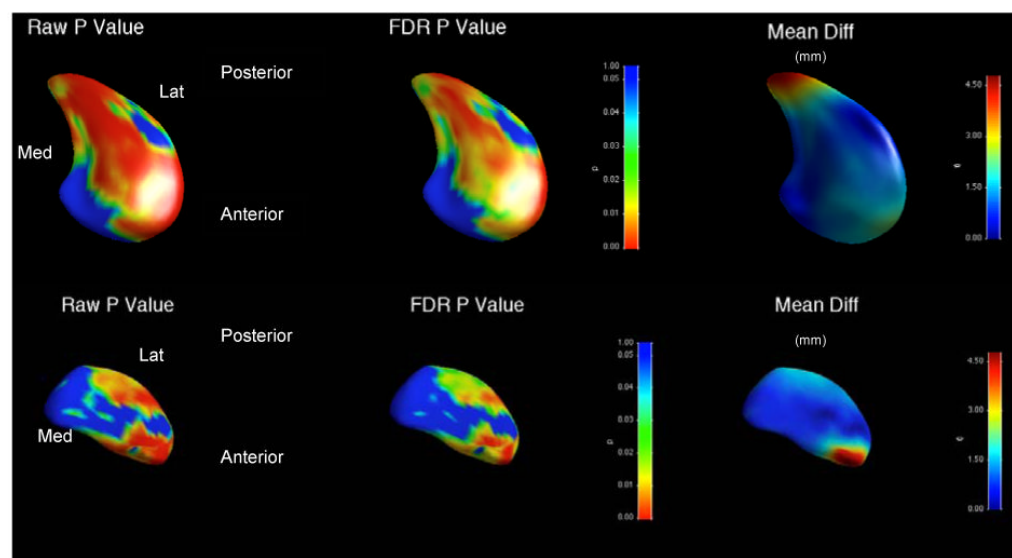 Raw P Value
FDR P Value
Mean Diff
(mm)
Posterior
Lat
Med
Anterior
1.00
0.05
0.04
0.03
0.02
0.01
0.00
4.50
3.00
1.50
0.00
Raw P Value
FDR P Value
Mean Diff
(mm)
Posterior
Lat
Med
Anterior
1.00
0.05
0.04
0.03
0.02
0.01
0.00
4.50
3.00
1.50
0.00